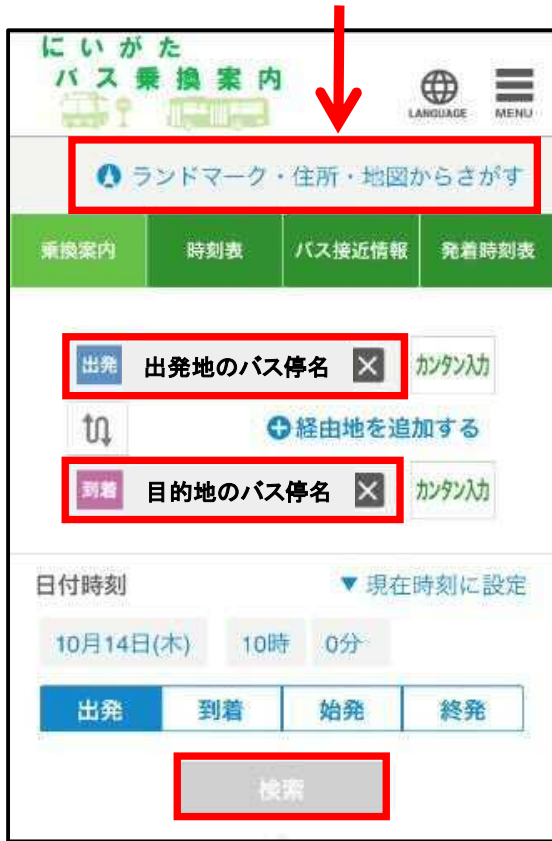 にいがた
バス乗換案内
LANGUAGE
MENU
ランドマーク・住所・地図からさがす
乗換案内 時刻表 バス接近情報 発着時刻表
出発 出発地のバス停名 カンタン入力
経由地を追加する
到着 目的地のバス停名 カンタン入力
日付時刻 ▼現在時刻に設定
10月14日(木) 10時 0分
出発 到着 始発 終発
検索